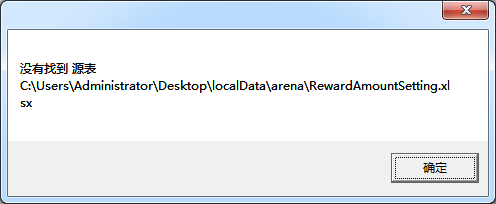 没有找到 源表
C:\Users\Administrator\Desktop\localData\arena\RewardAmountSetting.xl
sx
确定